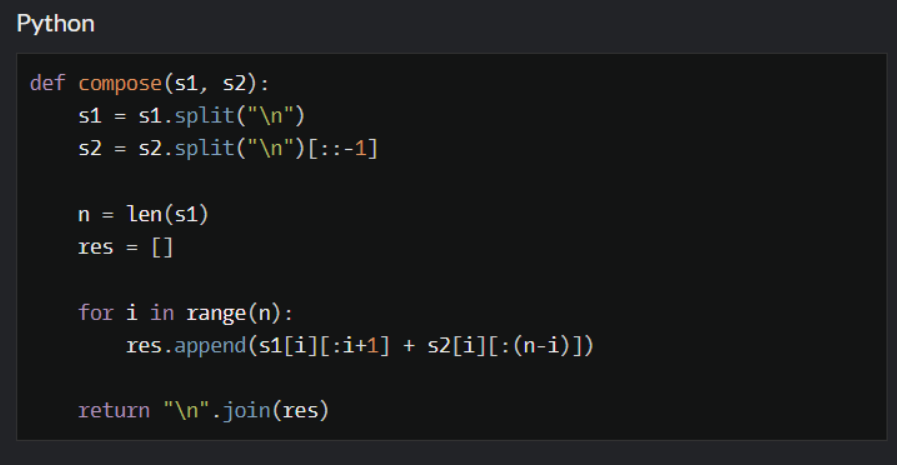 Python
def compose(s1, s2):
    s1 = s1.split("\n")
    s2 = s2.split("\n")[::-1]

    n = len(s1)
    res = []

    for i in range(n):
        res.append(s1[i][:i+1] + s2[i][:(n-i)])

    return "\n".join(res)